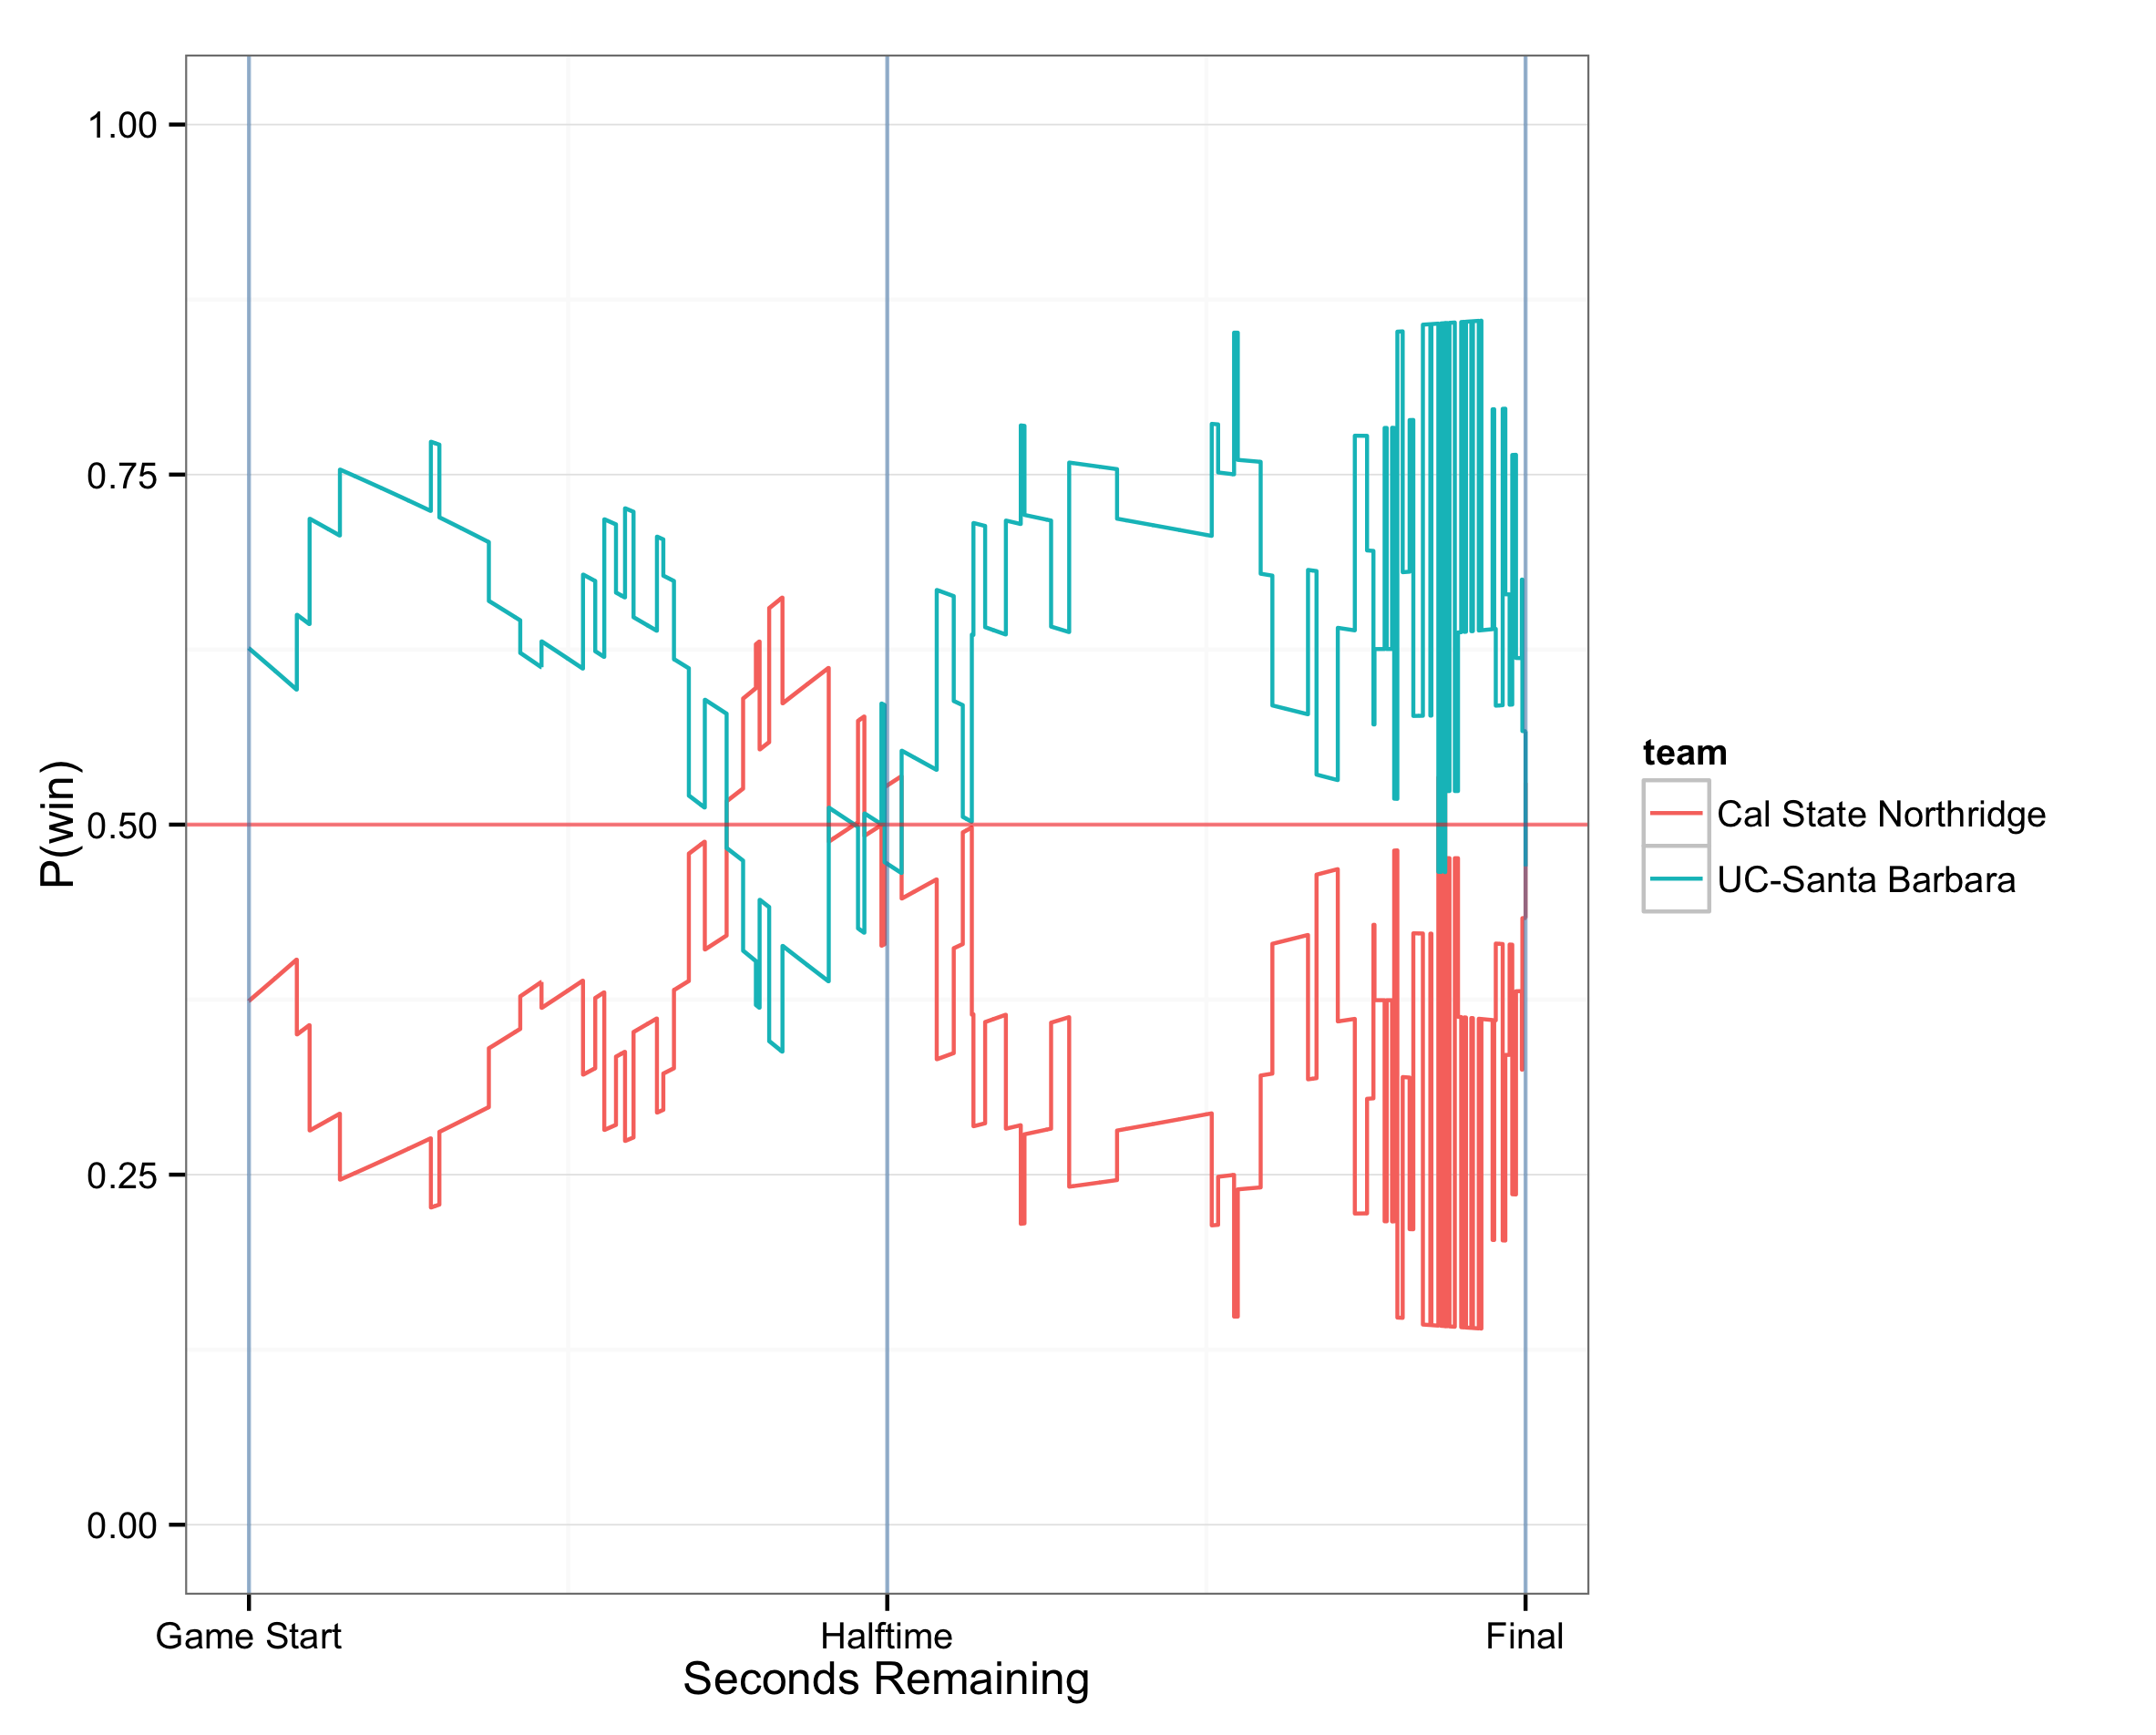 1.00
0.75
0.50
0.25
0.00
P(win)
Game Start
Halftime
Final
Seconds Remaining
team
Cal State Northridge
UC-Santa Barbara